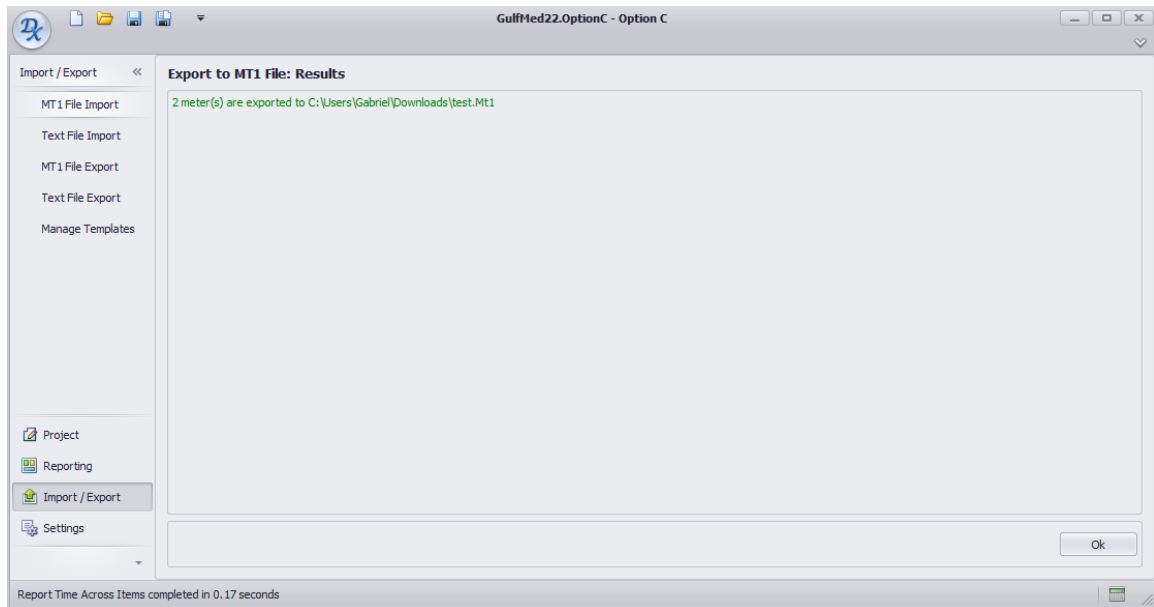 GulfMed22.OptionC - Option C
Import / Export
MT1 File Import
Text File Import
MT1 File Export
Text File Export
Manage Templates
Export to MT1 File: Results
2 meter(s) are exported to C:\Users\Gabriel\Downloads\test.Mt1
Project
Reporting
Import / Export
Settings
Ok
Report Time Across Items completed in 0.17 seconds